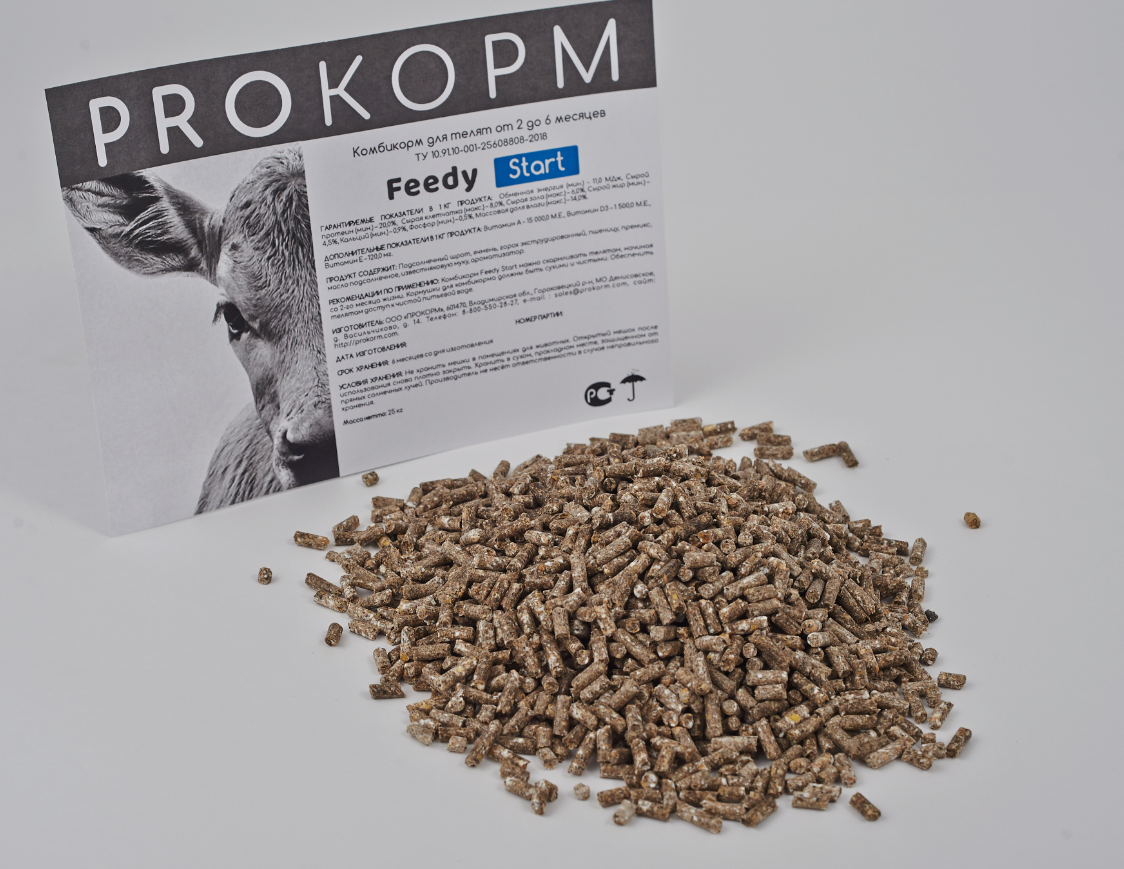 PROKOPM
Комбикорм для телят от 2 до 6 месяцев
ТУ 10.91.10-001-25608808-2018
Feedy Start
ГАРАНТИРУЕМЫЕ ПОКАЗАТЕЛИ В 1 КГ ПРОДУКТА: Обменная энергия (мин.) - 11,0 МДж, Сырой
протеин (мин.) - 20,0%, Сырая клетчатка (макс.) - 8,0%, Сырая зола (макс.) - 6,0%, Сырой жир (мин.) -
4,5%, Кальций (мин.) - 0,9%, Фосфор (мин.) - 0,5%, Массовая доля влаги (макс.) - 14,0%.
ДОПОЛНИТЕЛЬНЫЕ ПОКАЗАТЕЛИ В 1 КГ ПРОДУКТА: Витамин А - 15 000,0 М.Е., Витамин D3 - 1 500,0 М.Е.,
Витамин Е - 120,0 мг.
ПРОДУКТ СОДЕРЖИТ: Подсолнечный шрот, ячмень, горох экструдированный, пшеницу, премикс,
масло подсолнечное, известняковую муку, ароматизатор.
РЕКОМЕНДАЦИИ ПО ПРИМЕНЕНИЮ: Комбикорм Feedy Start можно скармливать телятам, начиная
со 2-го месяца жизни. Кормушки для комбикорма должны быть сухими и чистыми. Обеспечить
телятам доступ к чистой питьевой воде.
ИЗГОТОВИТЕЛЬ: ООО «ПРОКОРМ», 601470, Владимирская обл., Гороховецкий р-н, МО Денисовское,
д. Васильчиково, д. 14. Телефон: 8-800-550-28-27, e-mail : sales@prokorm.com, сайт:
http://prokorm.com.
НОМЕР ПАРТИИ:
ДАТА ИЗГОТОВЛЕНИЯ:
СРОК ХРАНЕНИЯ: 6 месяцев со дня изготовления
УСЛОВИЯ ХРАНЕНИЯ: Не хранить мешки в помещениях для животных. Открытый мешок после
использования снова плотно закрыть. Хранить в сухом, прохладном месте, защищенном от
прямых солнечных лучей. Производитель не несет ответственности в случае неправильного
хранения.
Масса нетто: 25 кг